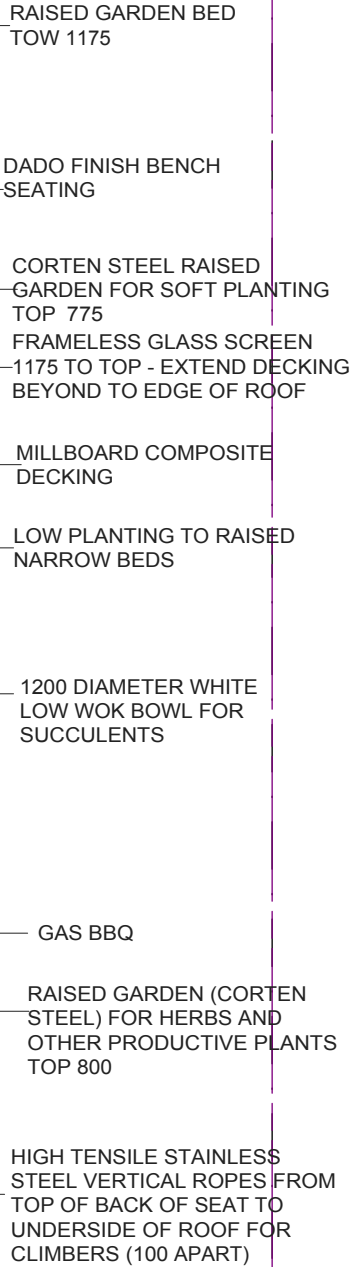 RAISED GARDEN BED
TOW 1175
DADO FINISH BENCH
SEATING
CORTEN STEEL RAISED
GARDEN FOR SOFT PLANTING
TOP 775
FRAMELESS GLASS SCREEN
1175 TO TOP - EXTEND DECKING
BEYOND TO EDGE OF ROOF
MILLBOARD COMPOSITE
DECKING
LOW PLANTING TO RAISED
NARROW BEDS
1200 DIAMETER WHITE
LOW WOK BOWL FOR
SUCCULENTS
GAS BBQ
RAISED GARDEN (CORTEN
STEEL) FOR HERBS AND
OTHER PRODUCTIVE PLANTS
TOP 800
HIGH TENSILE STAINLESS
STEEL VERTICAL ROPES FROM
TOP OF BACK OF SEAT TO
UNDERSIDE OF ROOF FOR
CLIMBERS (100 APART)